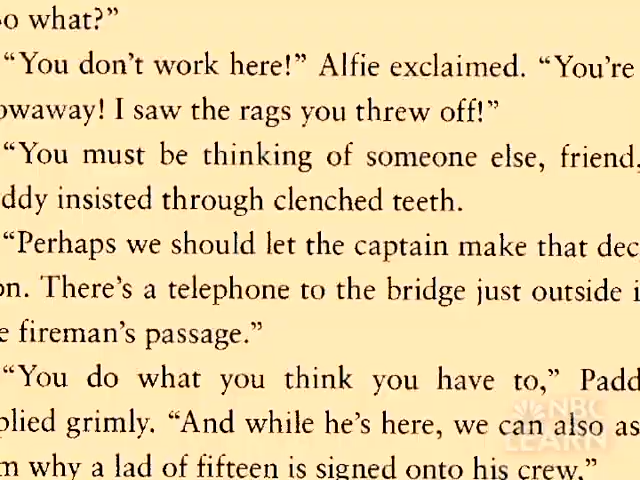 o what?”
“You don’t work here!” Alfie exclaimed. “You’re
owaway! I saw the rags you threw off!”
“You must be thinking of someone else, friend,
ddy insisted through clenched teeth.
“Perhaps we should let the captain make that dec
on. There’s a telephone to the bridge just outside i
e fireman’s passage.”
“You do what you think you have to,” Padd
plied grimly. “And while he’s here, we can also as
m why a lad of fifteen is signed onto his crew.”
NBC
LEARN